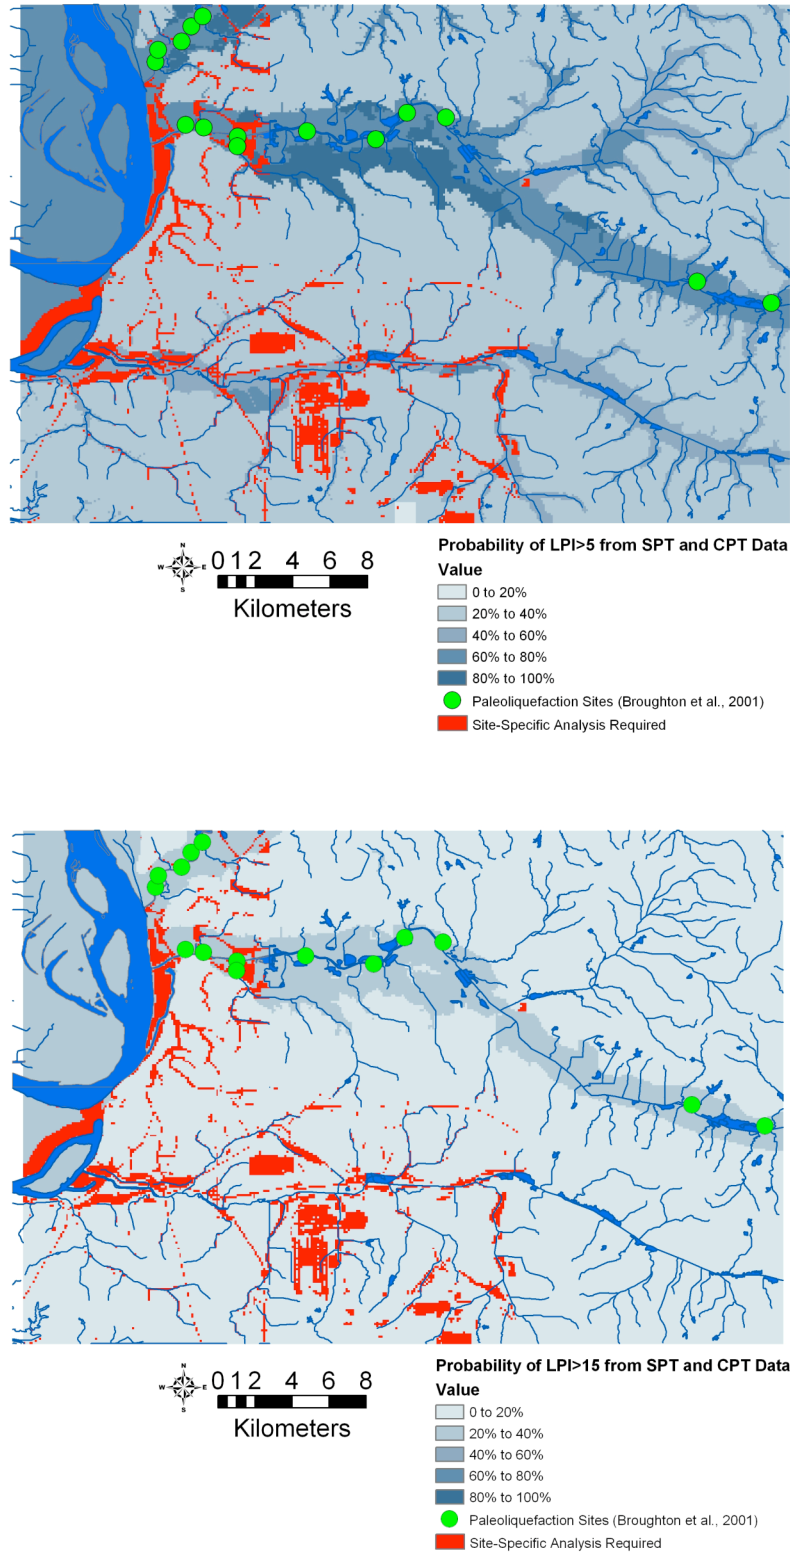 N
W E
S
0 1 2 4 6 8
Kilometers
Probability of LPI>5 from SPT and CPT Data
Value
0 to 20%
20% to 40%
40% to 60%
60% to 80%
80% to 100%
Paleoliquefaction Sites (Broughton et al., 2001)
Site-Specific Analysis Required
N
W E
S
0 1 2 4 6 8
Kilometers
Probability of LPI>15 from SPT and CPT Data
Value
0 to 20%
20% to 40%
40% to 60%
60% to 80%
80% to 100%
Paleoliquefaction Sites (Broughton et al., 2001)
Site-Specific Analysis Required